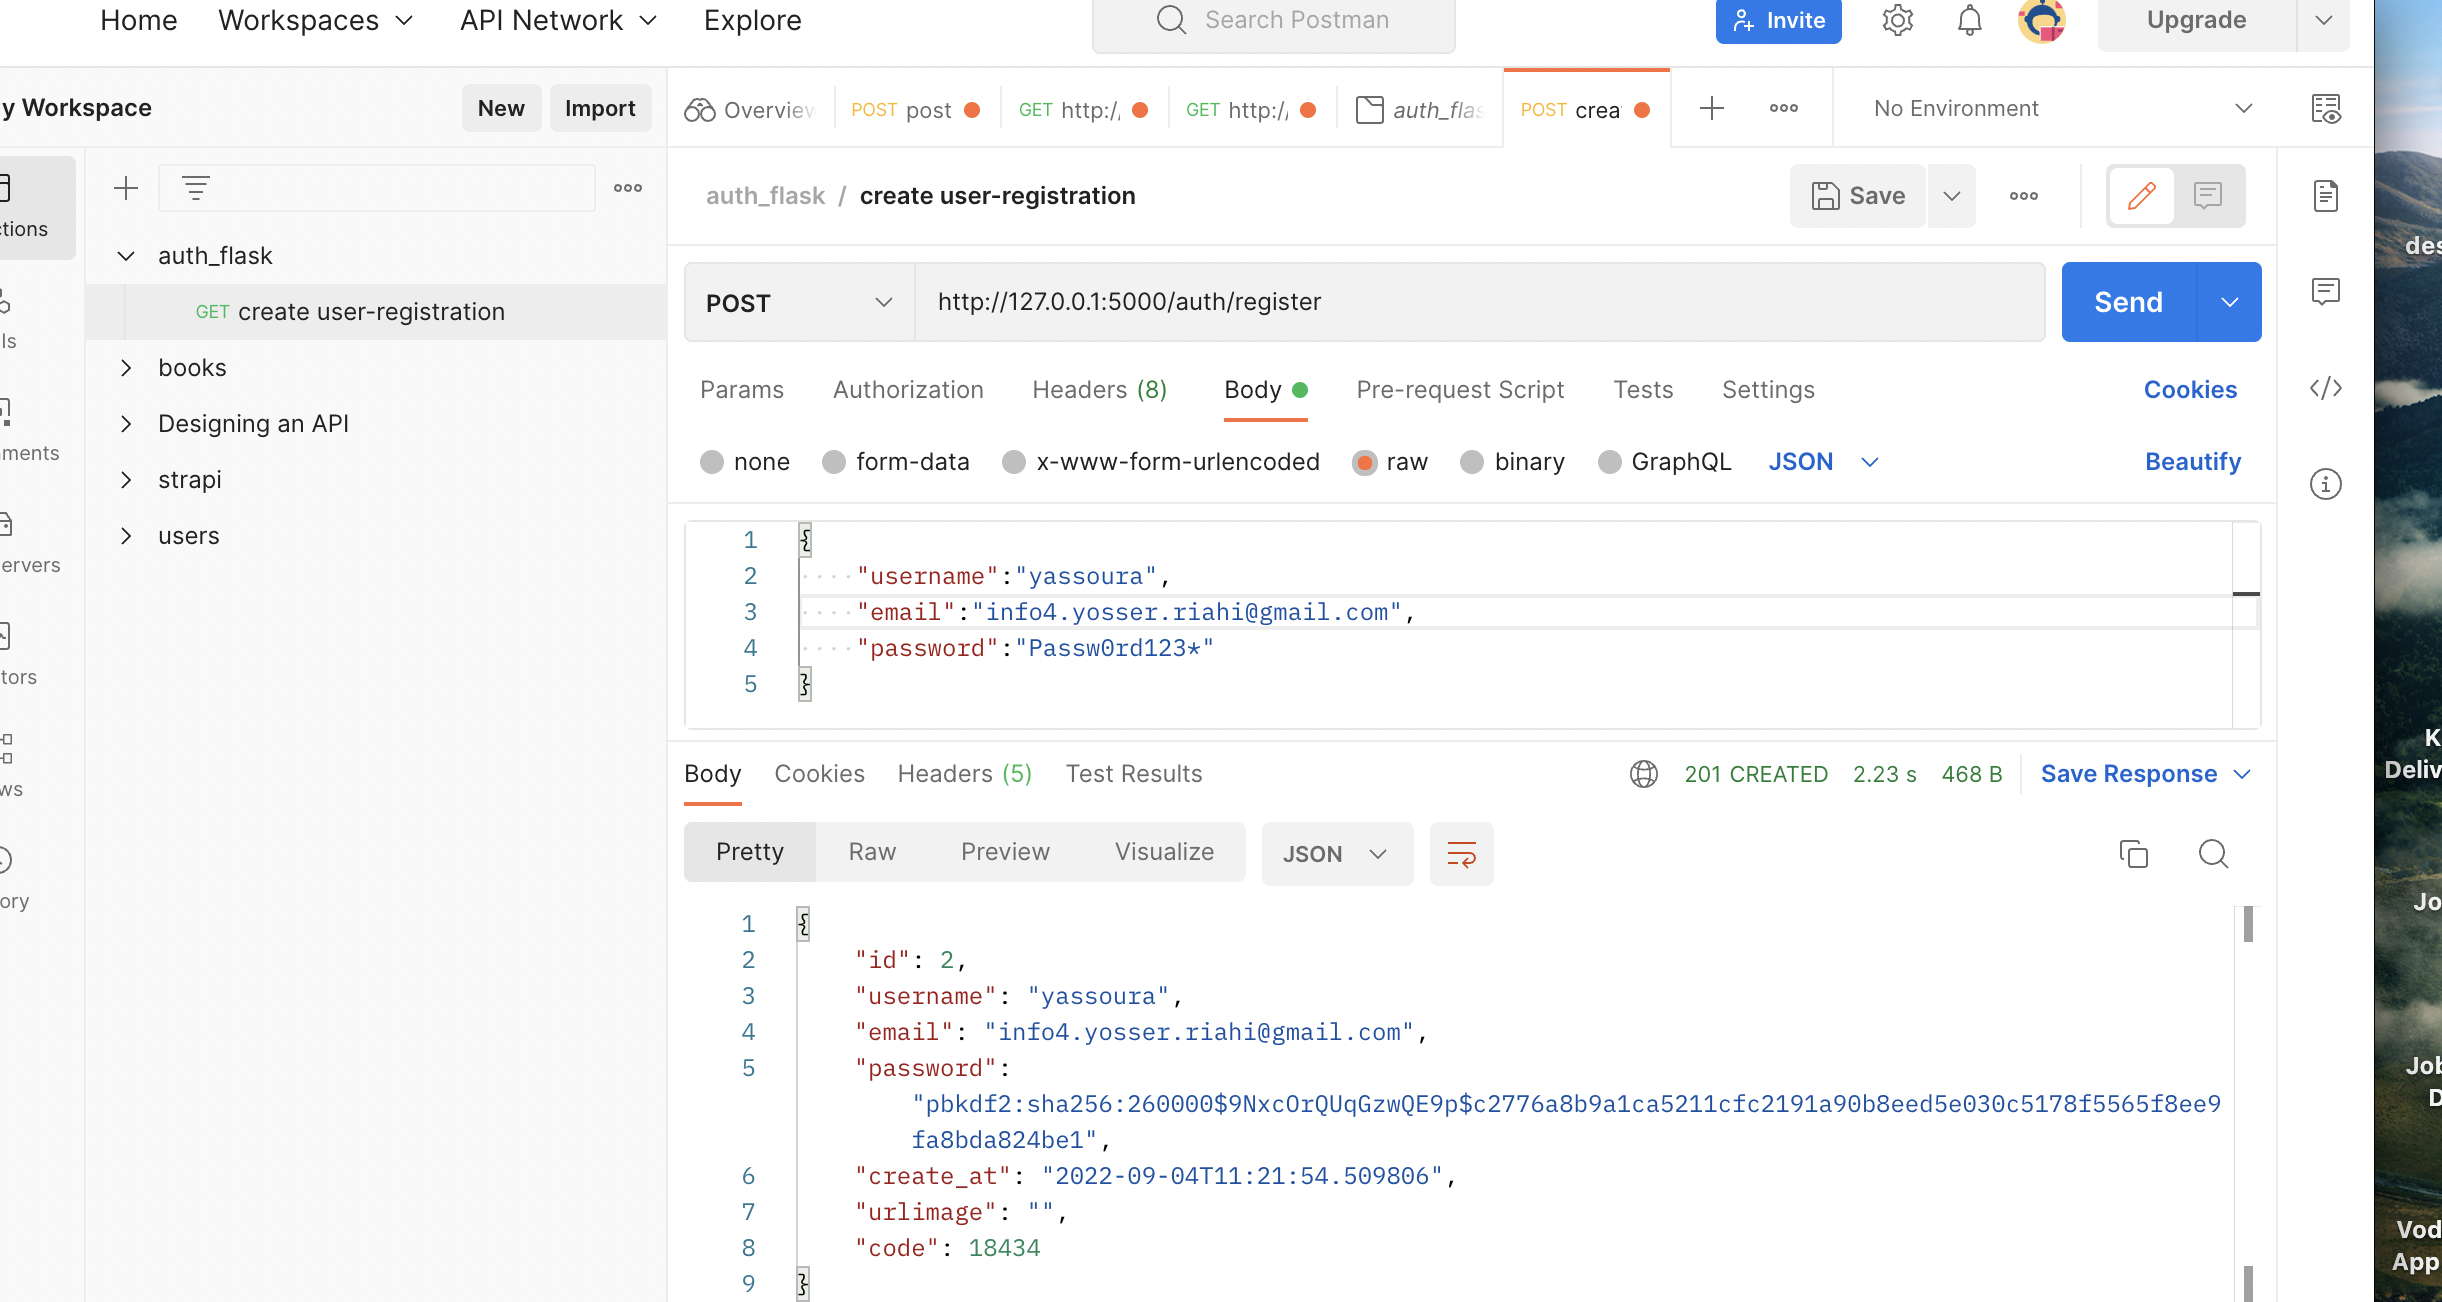 Home Workspaces API Network Explore Search Postman Invite Upgrade
y Workspace New Import
Overview POST post GET http:/, GET http:/, auth_flas POST crea No Environment
auth_flask / create user-registration Save
tions
auth_flask
GET create user-registration
books
Designing an API
strapi
users
ls
ments
ervers
tors
ws
ory
POST http://127.0.0.1:5000/auth/register Send
Params Authorization Headers (8) Body Pre-request Script Tests Settings Cookies
none form-data x-www-form-urlencoded raw binary GraphQL JSON Beautify
1 {
2 "username":"yassoura",
3 "email":"info4.yosser.riahi@gmail.com",
4 "password":"Passw0rd123*"
5 }
Body Cookies Headers (5) Test Results 201 CREATED 2.23 s 468 B Save Response
Pretty Raw Preview Visualize JSON
1 {
2 "id": 2,
3 "username": "yassoura",
4 "email": "info4.yosser.riahi@gmail.com",
5 "password":
"pbkdf2:sha256:260000$9NxcOrQUqGzwQE9p$c2776a8b9a1ca5211cfc2191a90b8eed5e030c5178f5565f8ee9
fa8bda824be1",
6 "create_at": "2022-09-04T11:21:54.509806",
7 "urlimage": "",
8 "code": 18434
9 }
des
K
Deliv
Jo
Job
D
Vod
App